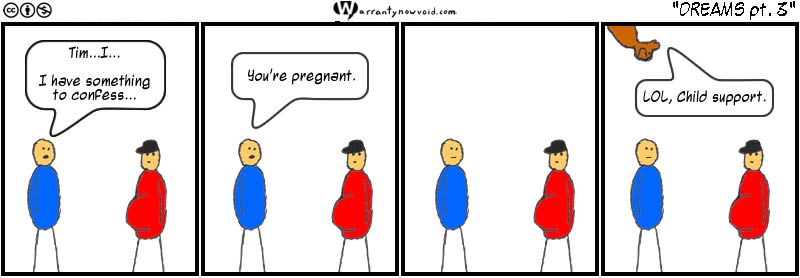 Warrantynowvoid.com
"DREAMS pt. 3"
Tim...I...
I have something
to confess...
You're pregnant.
LOL, Child support.